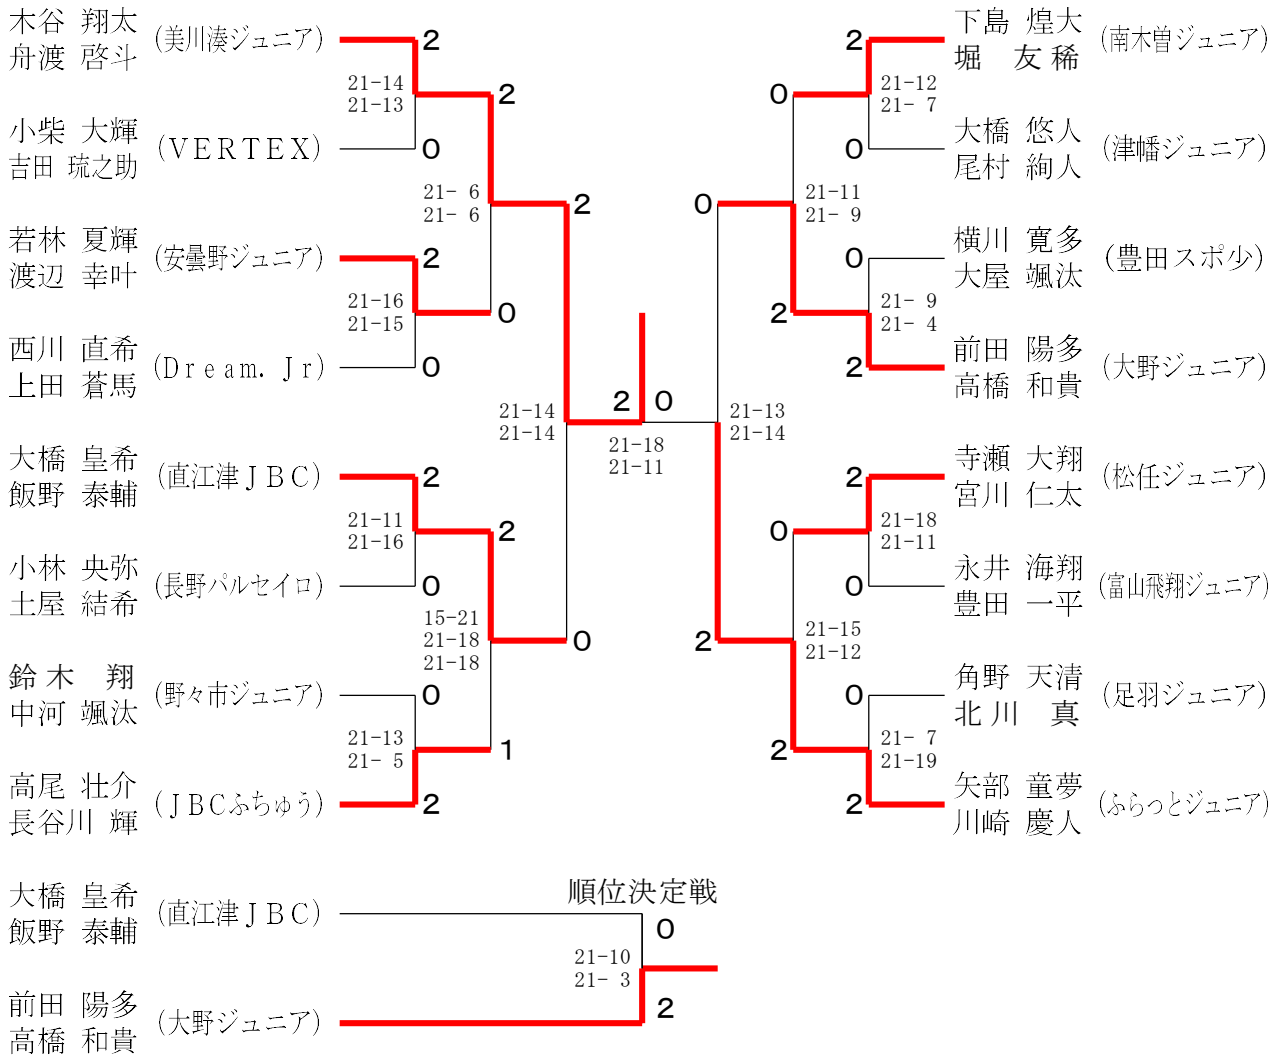 木谷 翔太
舟渡 啓斗
(美川湊ジュニア)
2
21-14
21-13
2
小柴 大輝
吉田 琉之助
(VERTEX)
0
21- 6
21- 6
2
若林 夏輝
渡辺 幸叶
(安曇野ジュニア)
2
21-16
21-15
0
西川 直希
上田 蒼馬
(Dream. Jr)
0
21-14
21-14
2 0
21-18
21-11
大橋 皇希
飯野 泰輔
(直江津JBC)
2
21-11
21-16
2
小林 央弥
土屋 結希
(長野パルセイロ)
0
15-21
21-18
21-18
0
鈴木 翔
中河 颯汰
(野々市ジュニア)
0
21-13
21- 5
1
高尾 壮介
長谷川 輝
(JBCふちゅう)
2
下島 煌大
堀 友稀
(南木曽ジュニア)
2
21-12
21- 7
0
大橋 悠人
尾村 絢人
(津幡ジュニア)
0
21-11
21- 9
0
横川 寛多
大屋 颯汰
(豊田スポ少)
0
21- 9
21- 4
2
前田 陽多
高橋 和貴
(大野ジュニア)
2
21-13
21-14
寺瀬 大翔
宮川 仁太
(松任ジュニア)
2
21-18
21-11
0
永井 海翔
豊田 一平
(富山飛翔ジュニア)
0
21-15
21-12
2
角野 天清
北川 真
(足羽ジュニア)
0
21- 7
21-19
2
矢部 童夢
川崎 慶人
(ふらっとジュニア)
2
順位決定戦
大橋 皇希
飯野 泰輔
(直江津JBC)
0
21-10
21- 3
前田 陽多
高橋 和貴
(大野ジュニア)
2